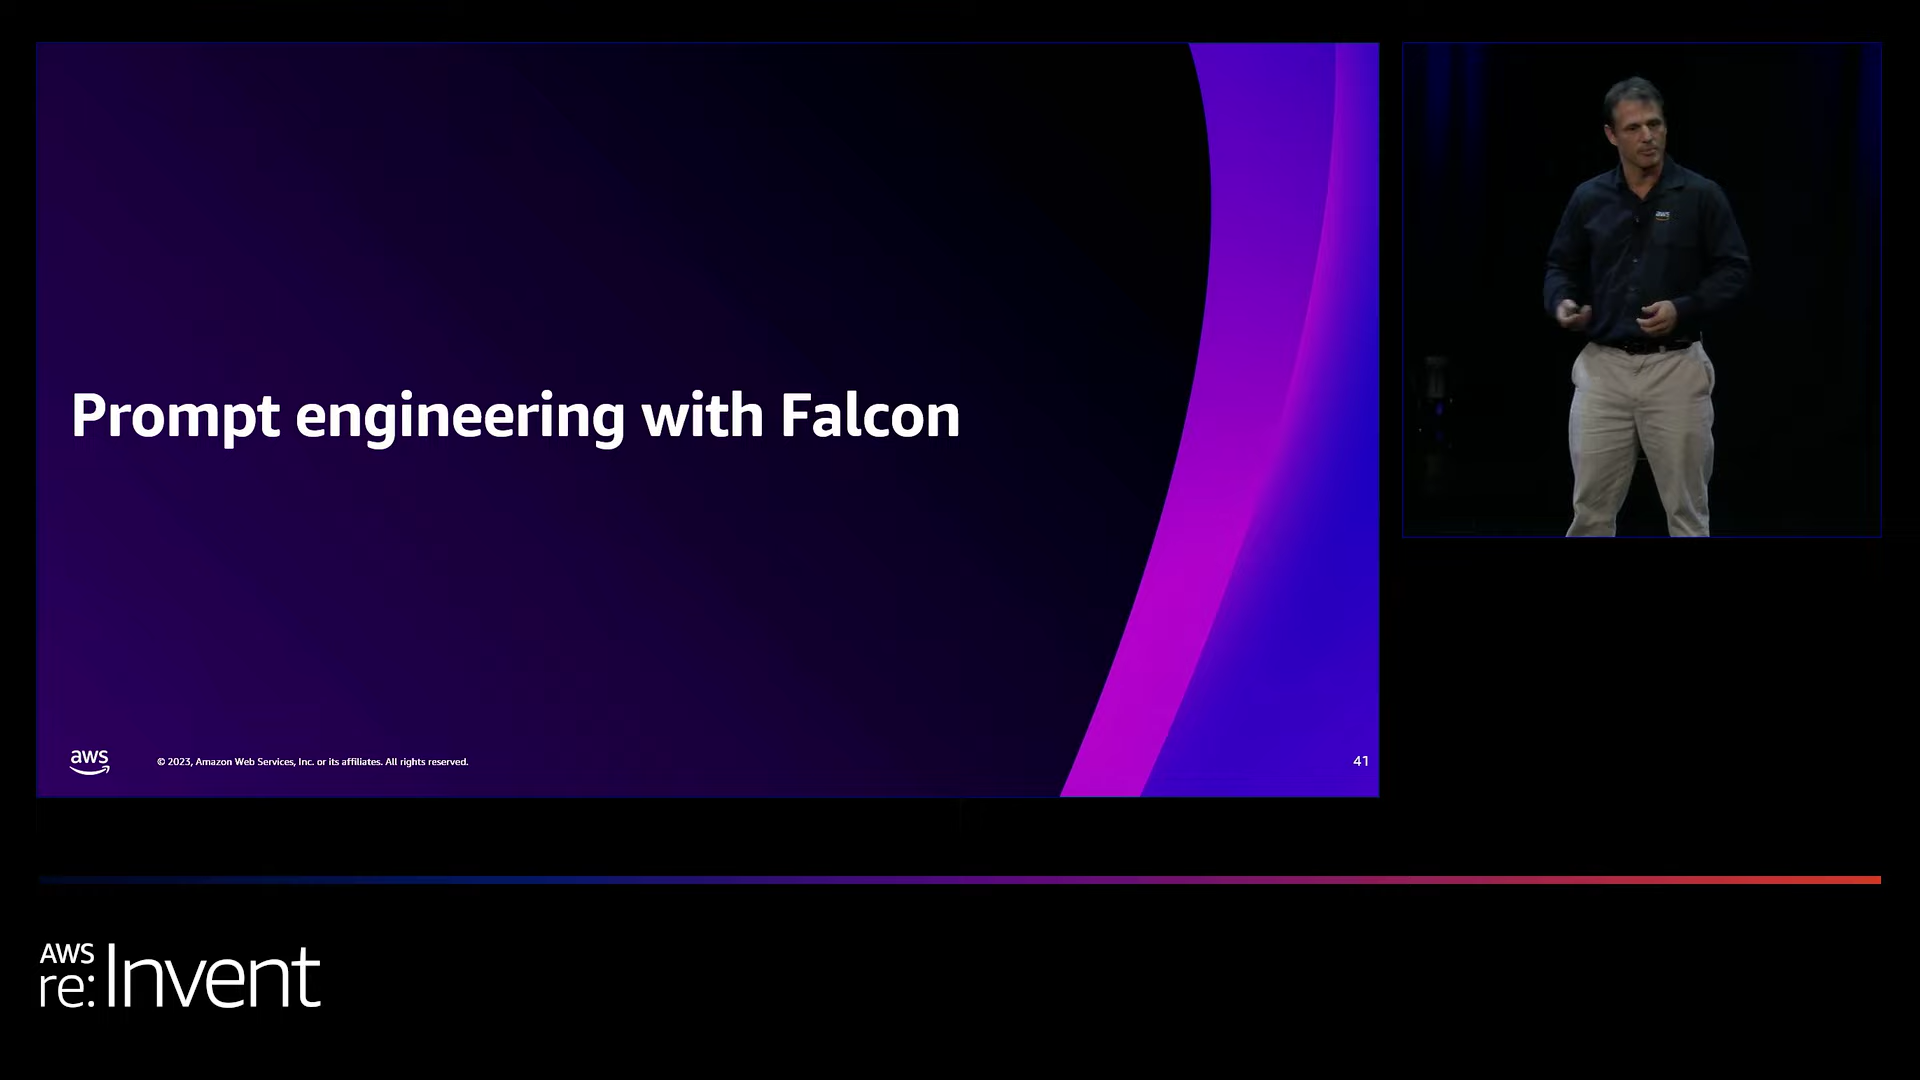 Prompt engineering with Falcon
aws
© 2023, Amazon Web Services, Inc. or its affiliates. All rights reserved.
41
aws
AWS
re:Invent